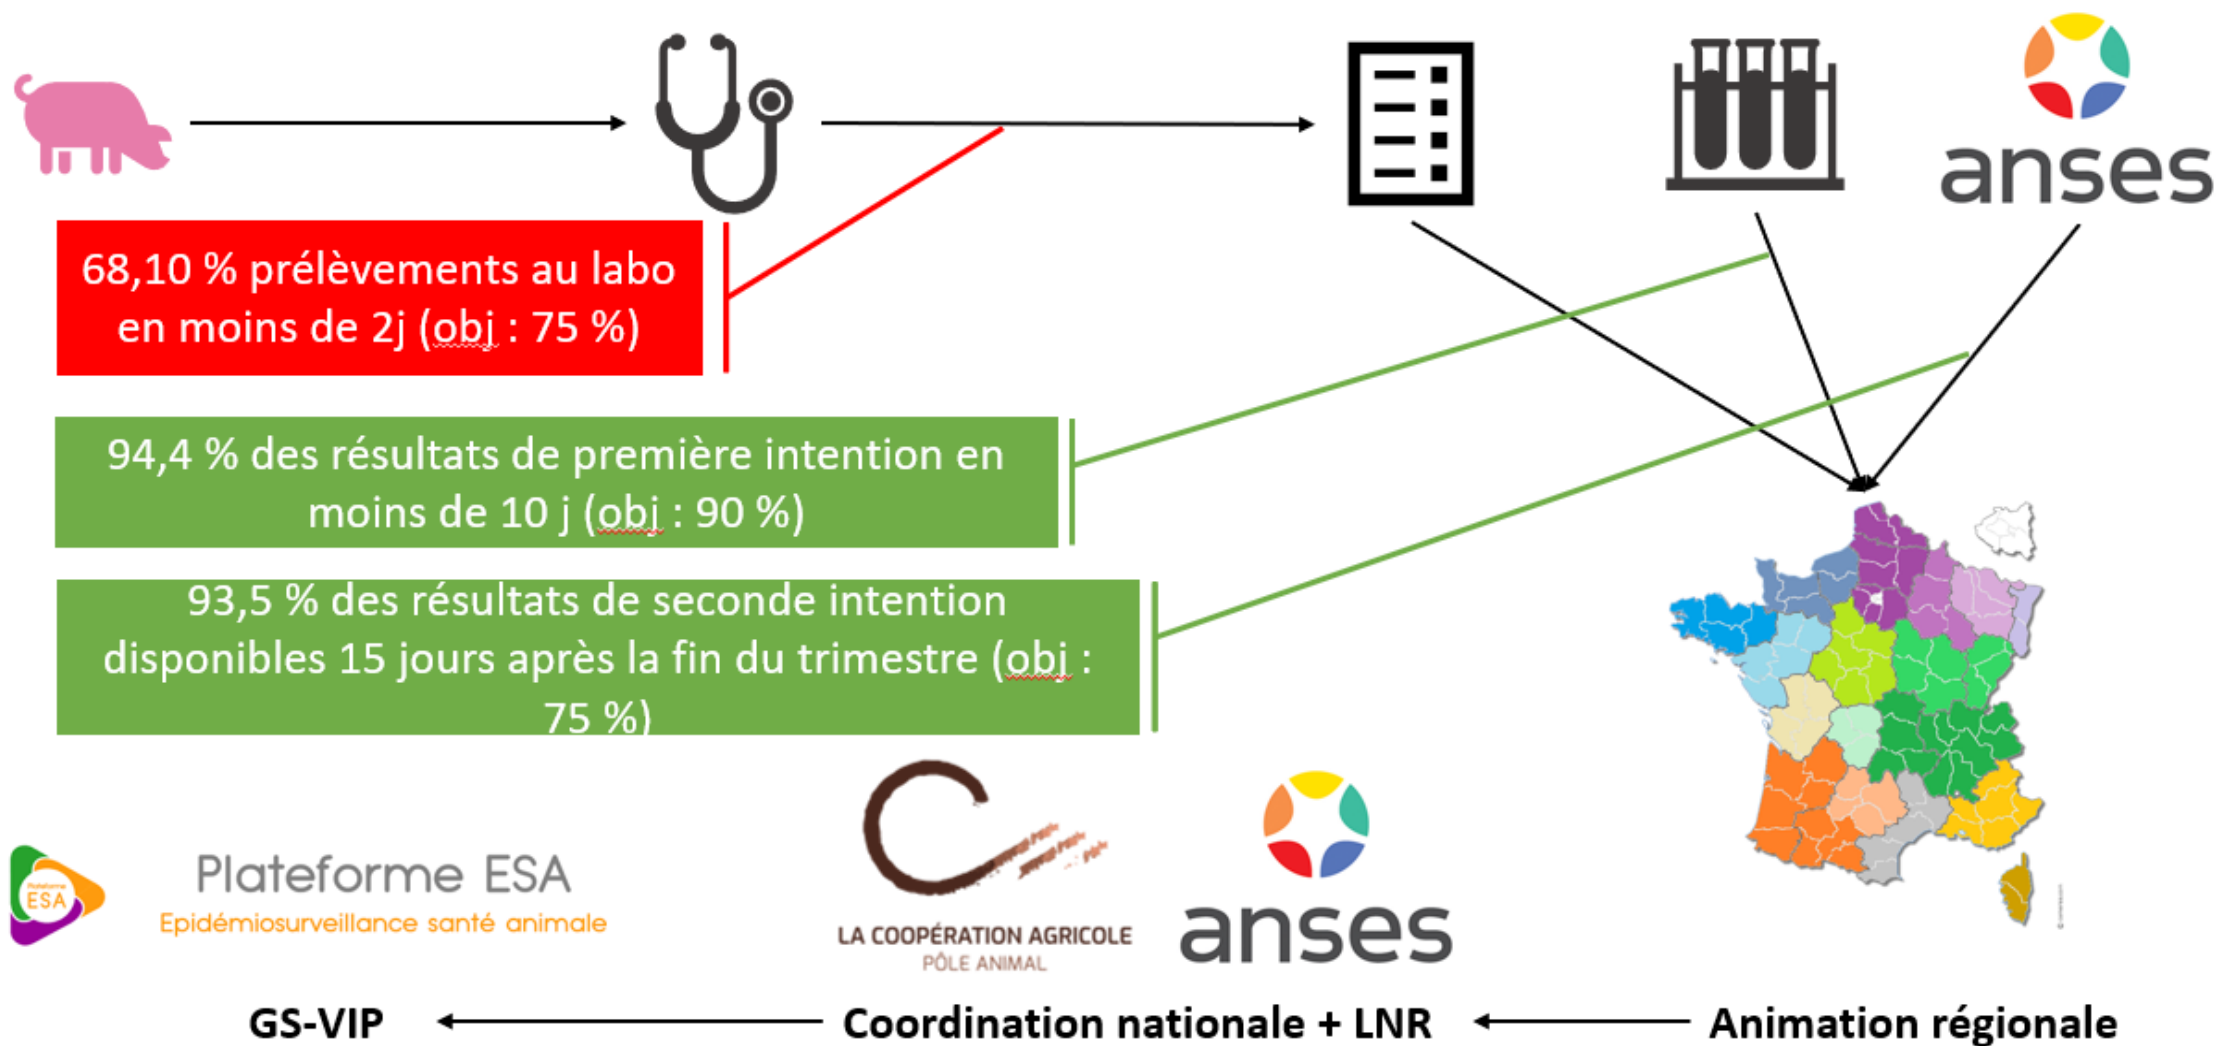 anses
68,10 % prélèvements au labo
en moins de 2j (obj : 75 %)
94,4 % des résultats de première intention en
moins de 10 j (obj : 90 %)
93,5 % des résultats de seconde intention
disponibles 15 jours après la fin du trimestre (obj :
75 %)
Plateforme
ESA
Plateforme ESA
Epidémiosurveillance santé animale
LA COOPÉRATION AGRICOLE
PÔLE ANIMAL
anses
GS-VIP
Coordination nationale + LNR
Animation régionale